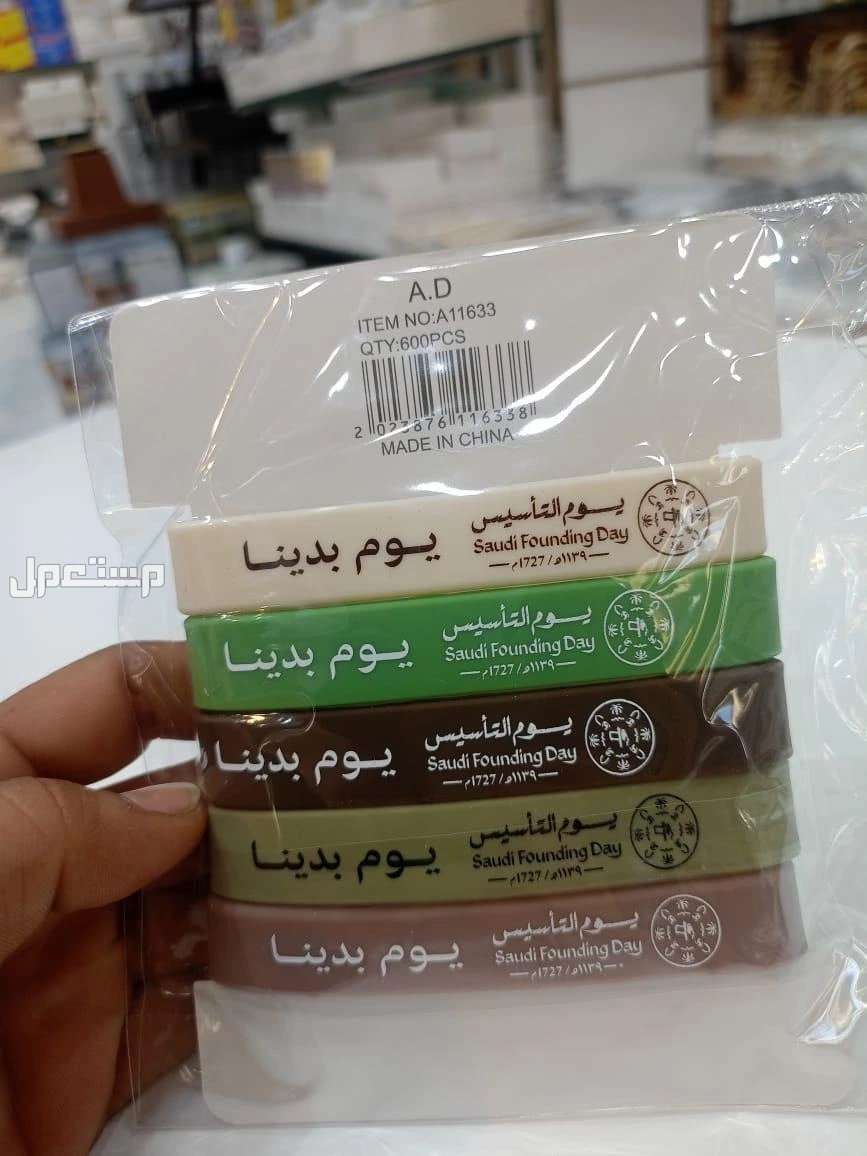 A.D
ITEM NO:A11633
QTY:600PCS
2 023876 116338
MADE IN CHINA
يوم التأسيس
Saudi Founding Day
١١٣٩هـ / 1727م
يوم بدينا
يوم التأسيس
Saudi Founding Day
١١٣٩هـ / 1727م
يوم بدينا
يوم التأسيس
Saudi Founding Day
١١٣٩هـ / 1727م
يوم بدينا
يوم التأسيس
Saudi Founding Day
١١٣٩هـ / 1727م
يوم بدينا
يوم التأسيس
Saudi Founding Day
١١٣٩هـ / 1727م
يوم بدينا
مستعمل